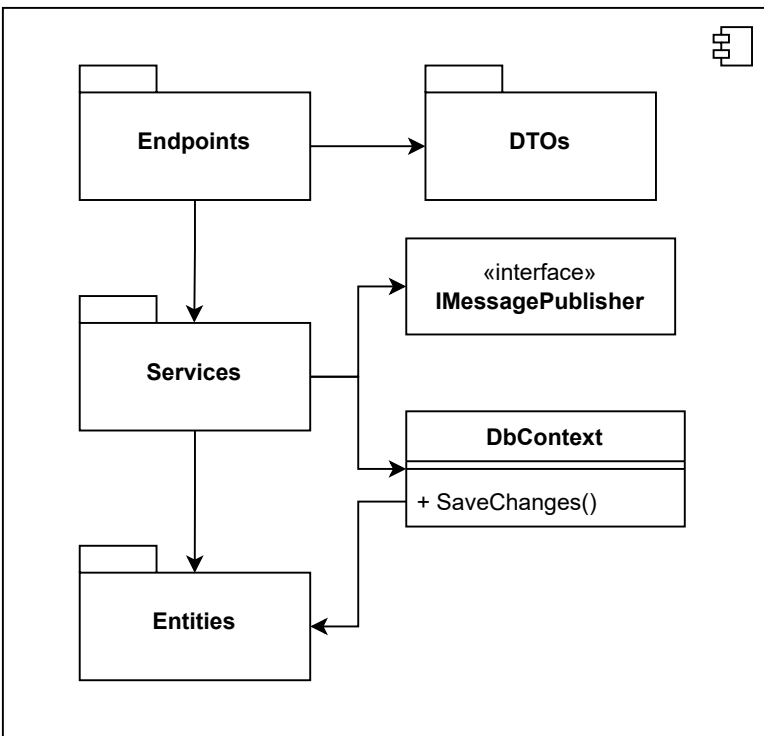 Endpoints
DTOs
«interface»
IMessagePublisher
Services
DbContext
+ SaveChanges()
Entities